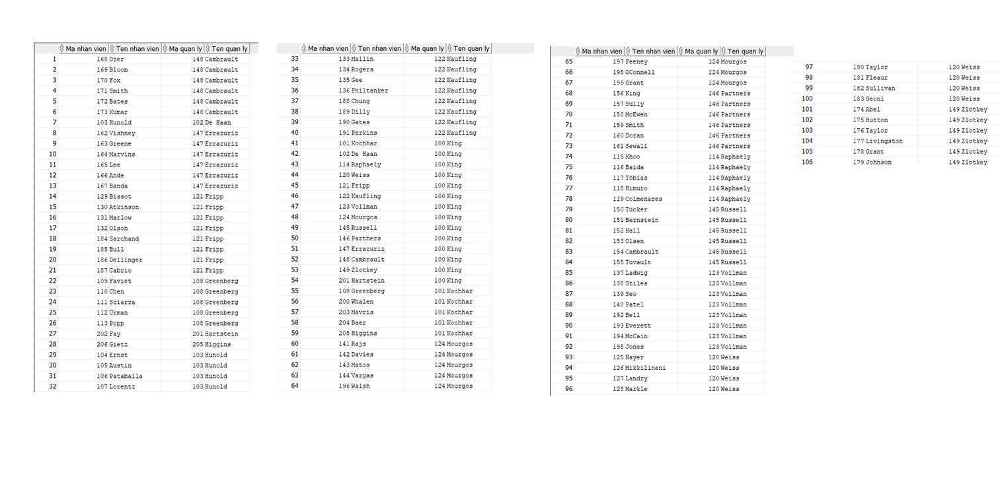 Ma nhan vien Ten nhan vien Ma quan ly Ten quan ly
1 168 Ozer 148 Cambrault
2 169 Bloom 148 Cambrault
3 170 Fox 148 Cambrault
4 171 Smith 148 Cambrault
5 172 Bates 148 Cambrault
6 173 Kumar 148 Cambrault
7 103 Hunold 102 De Haan
8 162 Vishney 147 Errazuriz
9 163 Greene 147 Errazuriz
10 164 Marvins 147 Errazuriz
11 165 Lee 147 Errazuriz
12 166 Ande 147 Errazuriz
13 167 Banda 147 Errazuriz
14 129 Bissot 121 Fripp
15 130 Atkinson 121 Fripp
16 131 Marlow 121 Fripp
17 132 Olson 121 Fripp
18 184 Sarchand 121 Fripp
19 185 Bull 121 Fripp
20 186 Dellinger 121 Fripp
21 187 Cabrio 121 Fripp
22 109 Faviet 108 Greenberg
23 110 Chen 108 Greenberg
24 111 Sciarra 108 Greenberg
25 112 Urman 108 Greenberg
26 113 Popp 108 Greenberg
27 202 Fay 201 Hartstein
28 206 Gietz 205 Higgins
29 104 Ernst 103 Hunold
30 105 Austin 103 Hunold
31 106 Pataballa 103 Hunold
32 107 Lorentz 103 Hunold
Ma nhan vien Ten nhan vien Ma quan ly Ten quan ly
33 133 Mallin 122 Kaufling
34 134 Rogers 122 Kaufling
35 135 Gee 122 Kaufling
36 136 Philtanker 122 Kaufling
37 188 Chung 122 Kaufling
38 189 Dilly 122 Kaufling
39 190 Gates 122 Kaufling
40 191 Perkins 122 Kaufling
41 101 Kochhar 100 King
42 102 De Haan 100 King
43 114 Raphaely 100 King
44 120 Weiss 100 King
45 121 Fripp 100 King
46 122 Kaufling 100 King
47 123 Vollman 100 King
48 124 Mourgos 100 King
49 145 Russell 100 King
50 146 Partners 100 King
51 147 Errazuriz 100 King
52 148 Cambrault 100 King
53 149 Zlotkey 100 King
54 201 Hartstein 100 King
55 108 Greenberg 101 Kochhar
56 200 Whalen 101 Kochhar
57 203 Mavris 101 Kochhar
58 204 Baer 101 Kochhar
59 205 Higgins 101 Kochhar
60 141 Rajs 124 Mourgos
61 142 Davies 124 Mourgos
62 143 Matos 124 Mourgos
63 144 Vargas 124 Mourgos
64 196 Walsh 124 Mourgos
Ma nhan vien Ten nhan vien Ma quan ly Ten quan ly
65 197 Feeney 124 Mourgos
66 198 OConnell 124 Mourgos
67 199 Grant 124 Mourgos
68 156 King 146 Partners
69 157 Sully 146 Partners
70 158 McEwen 146 Partners
71 159 Smith 146 Partners
72 160 Doran 146 Partners
73 161 Sewall 146 Partners
74 115 Khoo 114 Raphaely
75 116 Baida 114 Raphaely
76 117 Tobias 114 Raphaely
77 118 Himuro 114 Raphaely
78 119 Colmenares 114 Raphaely
79 150 Tucker 145 Russell
80 151 Bernstein 145 Russell
81 152 Hall 145 Russell
82 153 Olsen 145 Russell
83 154 Cambrault 145 Russell
84 155 Tuvault 145 Russell
85 137 Ladwig 123 Vollman
86 138 Stiles 123 Vollman
87 139 Seo 123 Vollman
88 140 Patel 123 Vollman
89 192 Bell 123 Vollman
90 193 Everett 123 Vollman
91 194 McCain 123 Vollman
92 195 Jones 123 Vollman
93 125 Nayer 120 Weiss
94 126 Mikkilineni 120 Weiss
95 127 Landry 120 Weiss
96 128 Markle 120 Weiss
97 180 Taylor 120 Weiss
98 181 Fleaur 120 Weiss
99 182 Sullivan 120 Weiss
100 183 Geoni 120 Weiss
101 174 Abel 149 Zlotkey
102 175 Hutton 149 Zlotkey
103 176 Taylor 149 Zlotkey
104 177 Livingston 149 Zlotkey
105 178 Grant 149 Zlotkey
106 179 Johnson 149 Zlotkey